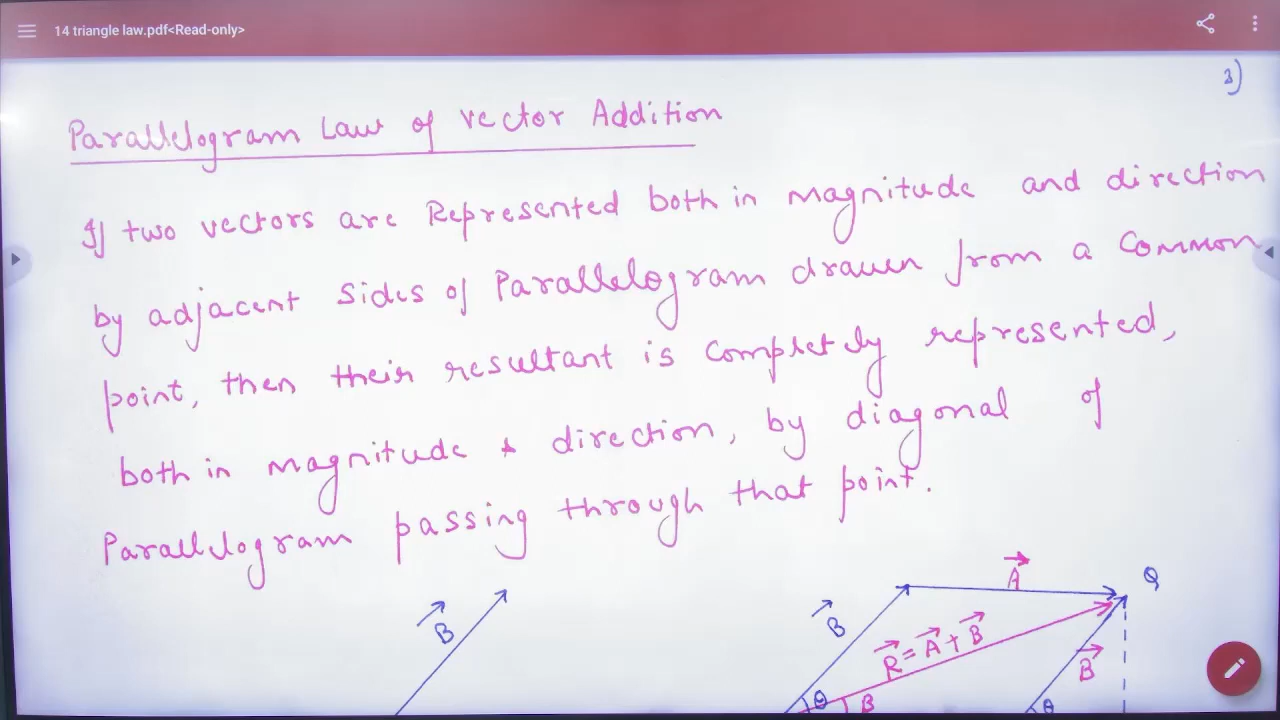 14 triangle law.pdf<Read-only>
3)
Parallelogram Law of vector Addition
If two vectors are Represented both in magnitude and direction
by adjacent sides of Parallelogram drawn from a Common
point, then their resultant is completely represented,
both in magnitude & direction, by diagonal of
Parallelogram passing through that point.
A
Q
B
B
R = A + B
B
θ
β
θ